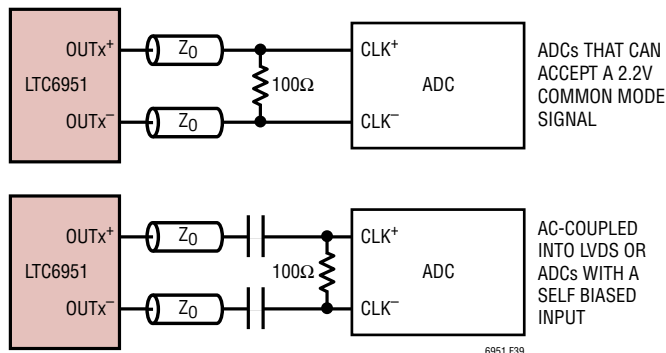 OUTx+
Z0
CLK+
LTC6951
100Ω
ADC
OUTx−
Z0
CLK−
ADCs THAT CAN
ACCEPT A 2.2V
COMMON MODE
SIGNAL
OUTx+
Z0
CLK+
LTC6951
100Ω
ADC
OUTx−
Z0
CLK−
AC-COUPLED
INTO LVDS OR
ADCs WITH A
SELF BIASED
INPUT
6951 F39